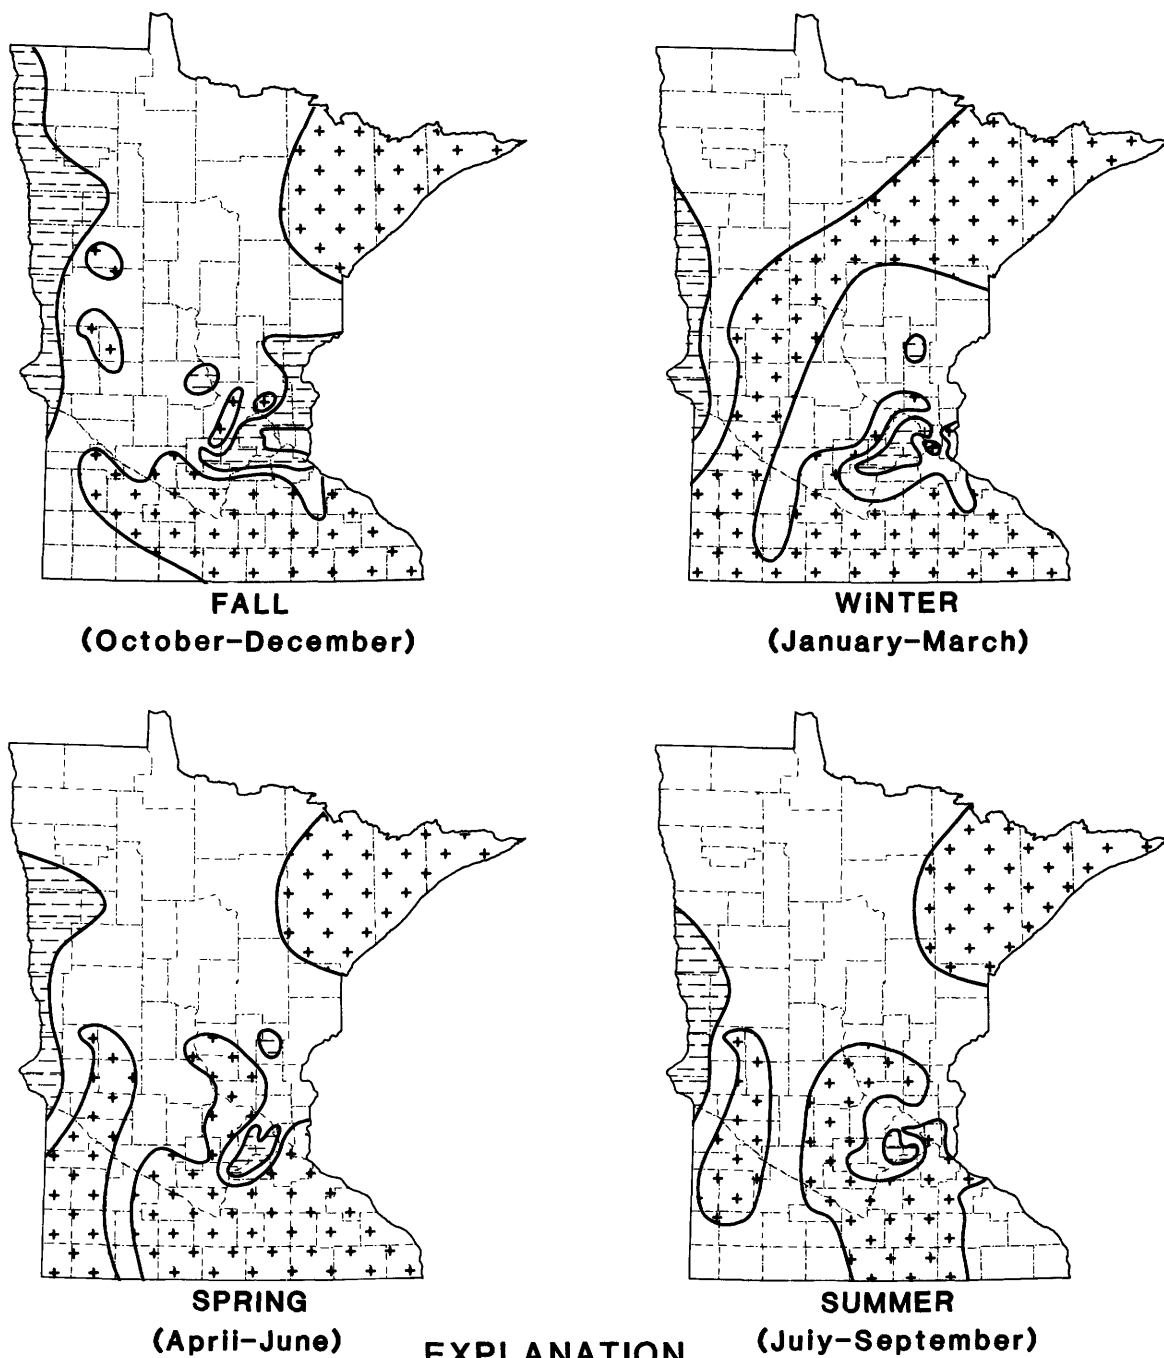 FALL
(October-December)
WiNTER
(January-March)
SPRING
(April-June)
SUMMER
(July-September)
EXPLANATION